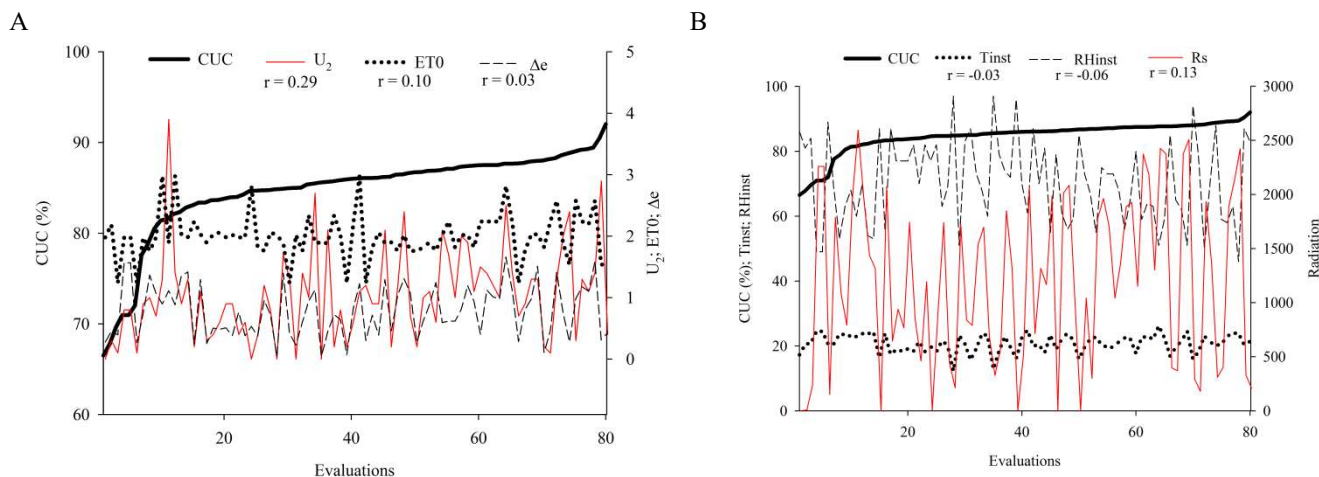 A
CUC U₂ ET0 Δe
r = 0.29 r = 0.10 r = 0.03
100
90
80
70
60
CUC (%)
5
4
3
2
1
0
U₂; ET0; Δe
20 40 60 80
Evaluations
B
CUC Tinst RHinst Rs
r = -0.03 r = -0.06 r = 0.13
100
80
60
40
20
0
CUC (%); Tinst; RHinst
3000
2500
2000
1500
1000
500
0
Radiation
20 40 60 80
Evaluations